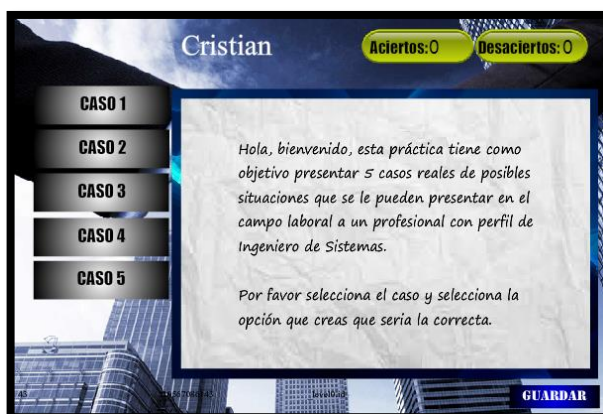 Cristian
Aciertos:0
Desaciertos:0
CASO 1
CASO 2
CASO 3
CASO 4
CASO 5
Hola, bienvenido, esta práctica tiene como
objetivo presentar 5 casos reales de posibles
situaciones que se le pueden presentar en el
campo laboral a un profesional con perfil de
Ingeniero de Sistemas.
Por favor selecciona el caso y selecciona la
opción que creas que seria la correcta.
GUARDAR